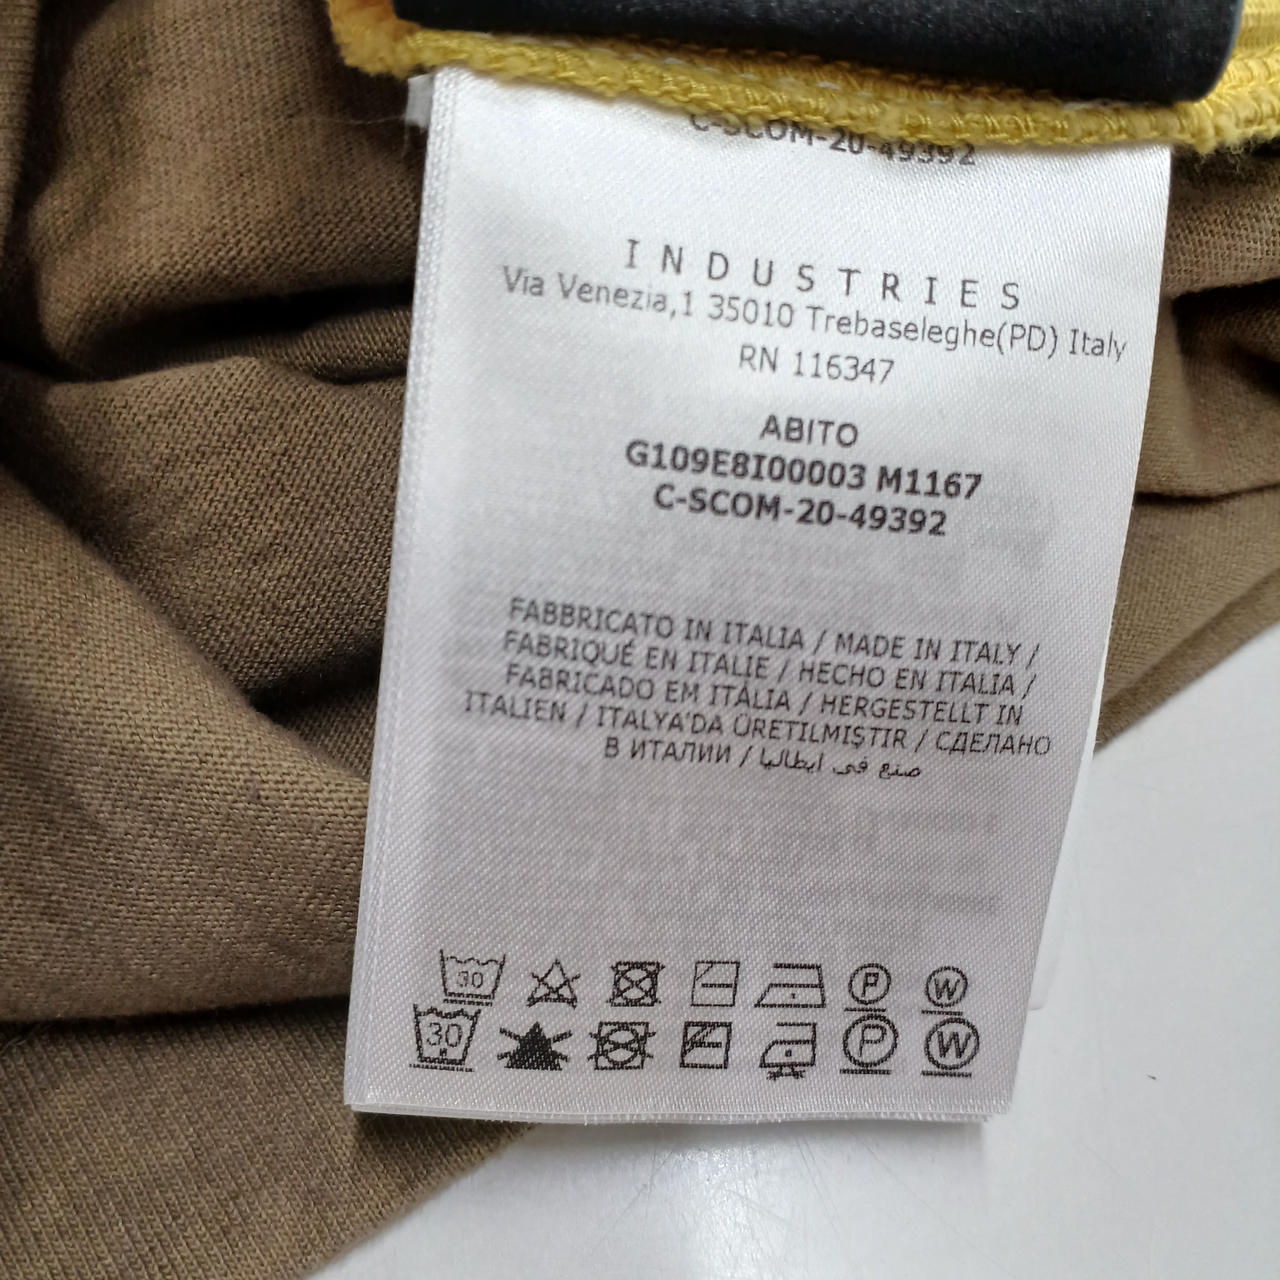 C-SCOM-20-49392
INDUSTRIES
Via Venezia,1 35010 Trebaseleghe(PD) Italy
RN 116347
ABITO
G109E8I00003 M1167
C-SCOM-20-49392
FABBRICATO IN ITALIA / MADE IN ITALY /
FABRIQUÉ EN ITALIE / HECHO EN ITALIA /
FABRICADO EM ITÁLIA / HERGESTELLT IN
ITALIEN / ITALYA'DA ÜRETILMIŞTIR / СДЕЛАНО
В ИТАЛИИ / صنع في ايطاليا
30 P W
30 P W